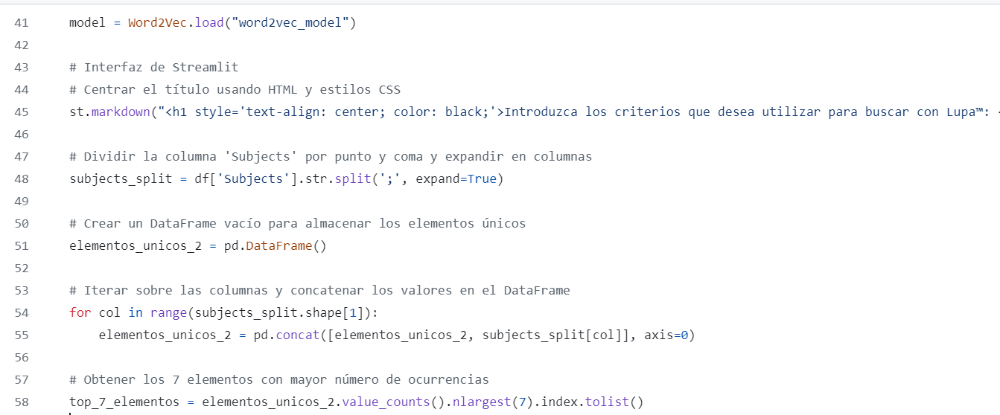 41 model = Word2Vec.load("word2vec_model")
42
43 # Interfaz de Streamlit
44 # Centrar el título usando HTML y estilos CSS
45 st.markdown("<h1 style='text-align: center; color: black;'>Introduzca los criterios que desea utilizar para buscar con Lupa™:
46
47 # Dividir la columna 'Subjects' por punto y coma y expandir en columnas
48 subjects_split = df['Subjects'].str.split(';', expand=True)
49
50 # Crear un DataFrame vacío para almacenar los elementos únicos
51 elementos_unicos_2 = pd.DataFrame()
52
53 # Iterar sobre las columnas y concatenar los valores en el DataFrame
54 for col in range(subjects_split.shape[1]):
55 elementos_unicos_2 = pd.concat([elementos_unicos_2, subjects_split[col]], axis=0)
56
57 # Obtener los 7 elementos con mayor número de ocurrencias
58 top_7_elementos = elementos_unicos_2.value_counts().nlargest(7).index.tolist()